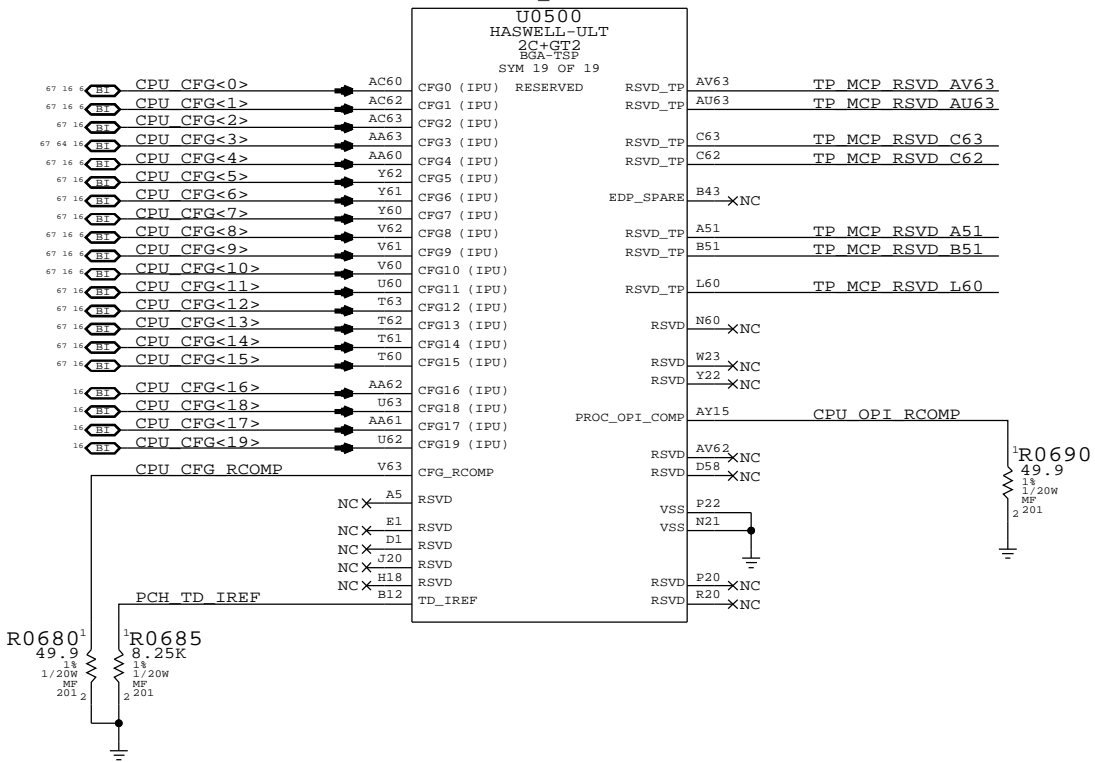 U0500
HASWELL-ULT
2C+GT2
BGA-TSP
SYM 19 OF 19
RESERVED
67 16 6 BI CPU_CFG<0> AC60 CFG0 (IPU)
67 16 6 BI CPU_CFG<1> AC62 CFG1 (IPU)
67 16 BI CPU_CFG<2> AC63 CFG2 (IPU)
67 64 16 BI CPU_CFG<3> AA63 CFG3 (IPU)
67 16 6 BI CPU_CFG<4> AA60 CFG4 (IPU)
67 16 BI CPU_CFG<5> Y62 CFG5 (IPU)
67 16 BI CPU_CFG<6> Y61 CFG6 (IPU)
67 16 BI CPU_CFG<7> Y60 CFG7 (IPU)
67 16 6 BI CPU_CFG<8> V62 CFG8 (IPU)
67 16 6 BI CPU_CFG<9> V61 CFG9 (IPU)
67 16 6 BI CPU_CFG<10> V60 CFG10 (IPU)
67 16 BI CPU_CFG<11> U60 CFG11 (IPU)
67 16 BI CPU_CFG<12> T63 CFG12 (IPU)
67 16 BI CPU_CFG<13> T62 CFG13 (IPU)
67 16 BI CPU_CFG<14> T61 CFG14 (IPU)
67 16 BI CPU_CFG<15> T60 CFG15 (IPU)
16 BI CPU_CFG<16> AA62 CFG16 (IPU)
16 BI CPU_CFG<18> U63 CFG18 (IPU)
16 BI CPU_CFG<17> AA61 CFG17 (IPU)
16 BI CPU_CFG<19> U62 CFG19 (IPU)
CPU_CFG_RCOMP V63 CFG_RCOMP
NC A5 RSVD
NC E1 RSVD
NC D1 RSVD
NC J20 RSVD
NC H18 RSVD
PCH_TD_IREF B12 TD_IREF
RSVD_TP AV63 TP_MCP_RSVD_AV63
RSVD_TP AU63 TP_MCP_RSVD_AU63
RSVD_TP C63 TP_MCP_RSVD_C63
RSVD_TP C62 TP_MCP_RSVD_C62
EDP_SPARE B43 NC
RSVD_TP A51 TP_MCP_RSVD_A51
RSVD_TP B51 TP_MCP_RSVD_B51
RSVD_TP L60 TP_MCP_RSVD_L60
RSVD N60 NC
RSVD W23 NC
RSVD Y22 NC
PROC_OPI_COMP AY15 CPU_OPI_RCOMP
RSVD AV62 NC
RSVD D58 NC
VSS P22
VSS N21
RSVD P20 NC
RSVD R20 NC
1 R0690
49.9
1%
1/20W
MF
2 201
R0680 1
49.9
1%
1/20W
MF
201 2
1 R0685
8.25K
1%
1/20W
MF
2 201